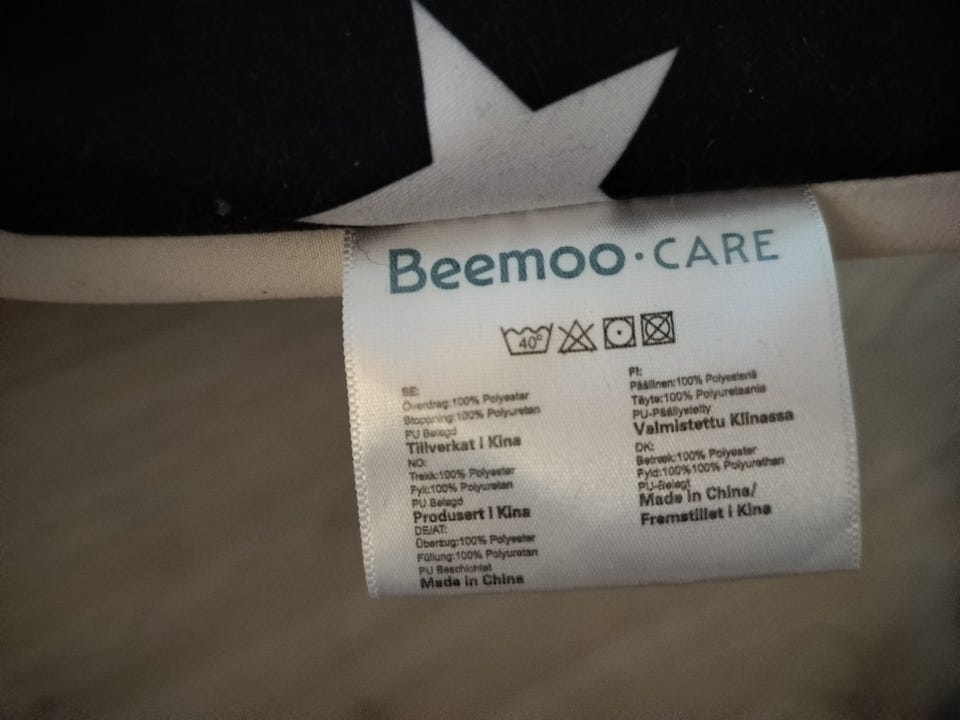 Beemoo·CARE
40°
SE:
Överdrag:100% Polyester
Stoppning:100% Polyuretan
PU Belagd
Tillverkat i Kina
NO:
Trekk:100% Polyester
Fyll:100% Polyuretan
PU Belagd
Produsert i Kina
DE/AT:
Überzug:100% Polyester
Füllung:100% Polyuretan
PU Beschichtet
Made in China
FI:
Päällinen:100% Polyesteriä
Täyte:100% Polyuretaania
PU-Päällystetty
Valmistettu Kiinassa
DK:
Betræk:100% Polyester
Fyld:100%100% Polyurethan
PU-Belagt
Made in China/
Fremstillet i Kina